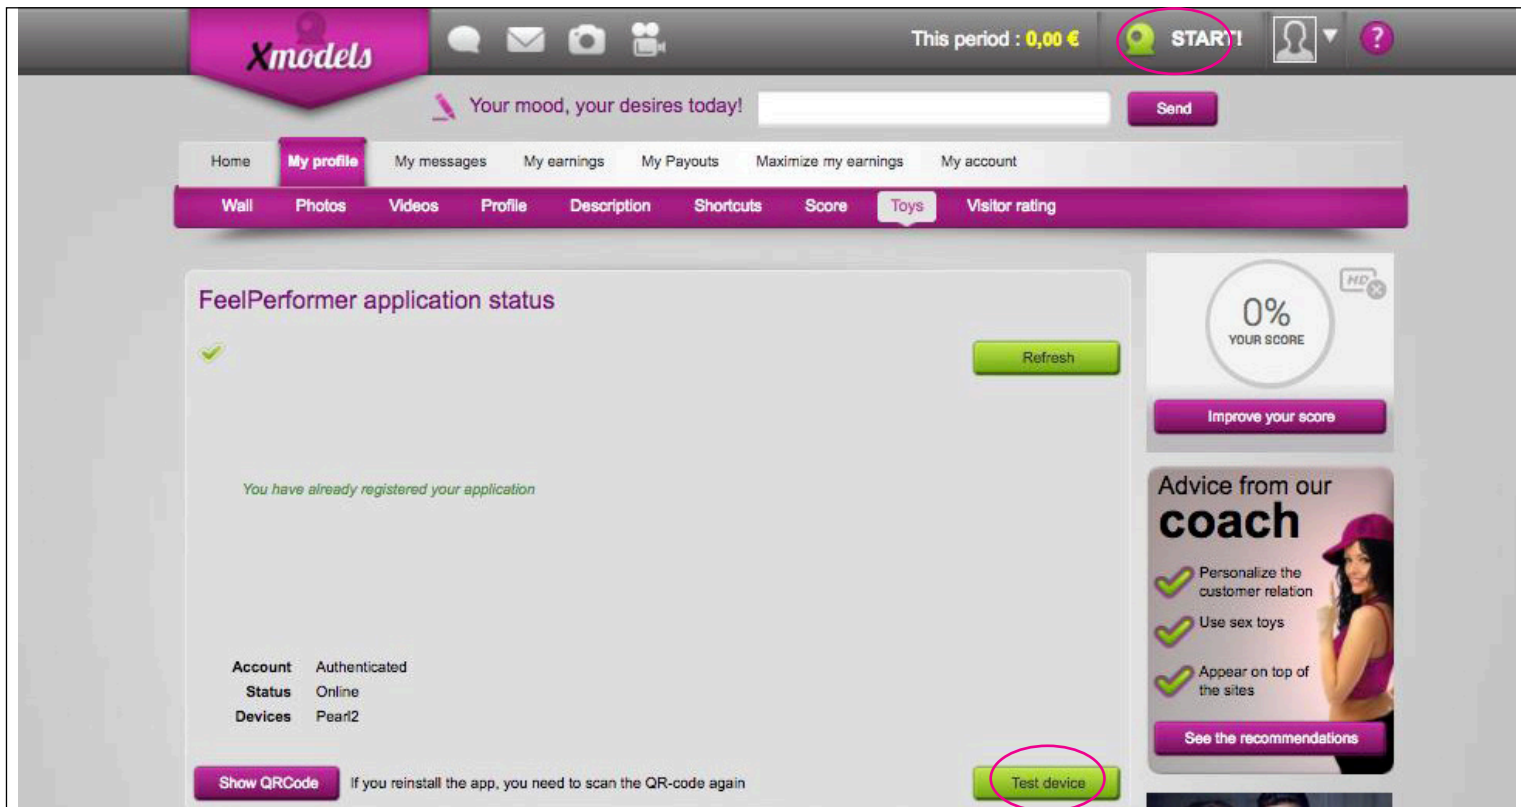 Xmodels
This period : 0,00 €
START!
?
Your mood, your desires today!
Send
Home My profile My messages My earnings My Payouts Maximize my earnings My account
Wall Photos Videos Profile Description Shortcuts Score Toys Visitor rating
FeelPerformer application status
Refresh
You have already registered your application
Account Authenticated
Status Online
Devices Pearl2
Show QRCode If you reinstall the app, you need to scan the QR-code again
Test device
HD
0%
YOUR SCORE
Improve your score
Advice from our
coach
Personalize the
customer relation
Use sex toys
Appear on top of
the sites
See the recommendations